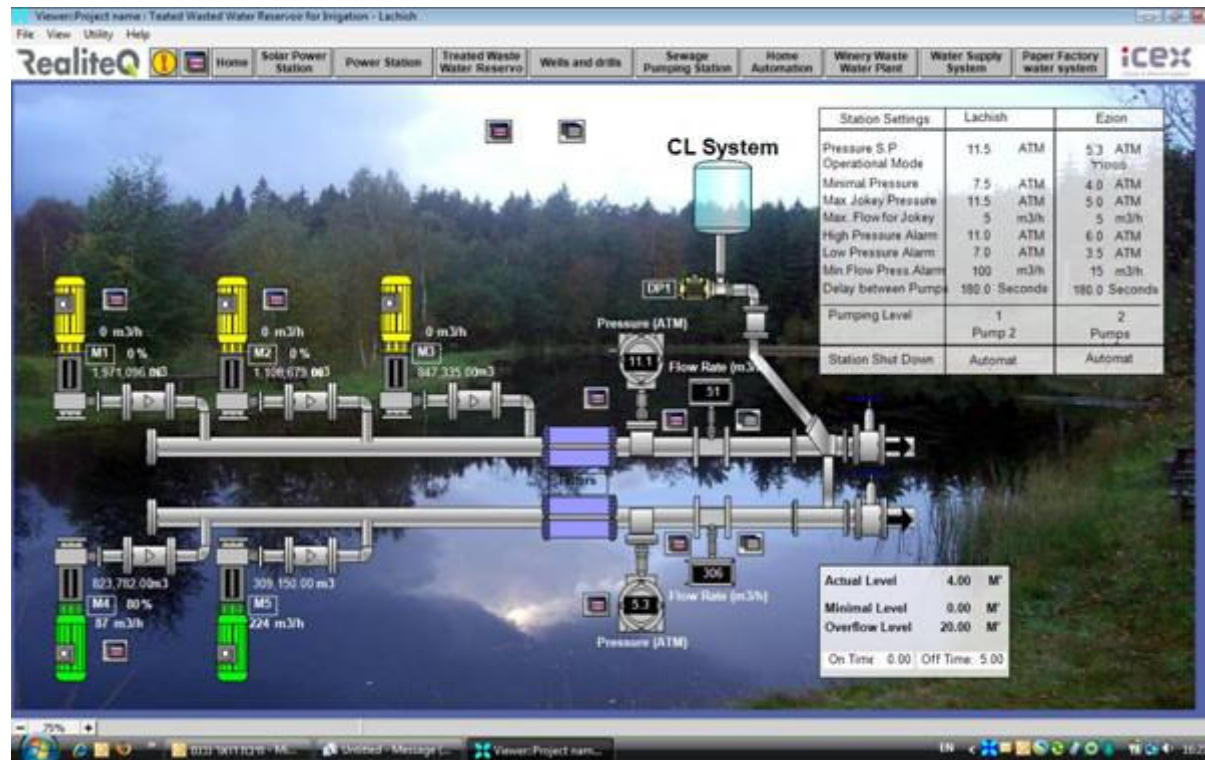 Viewer:Project name : Teated Wasted Water Reservoir for Irrigation - Lachish
File View Utility Help
RealiteQ
Home
Solar Power Station
Power Station
Treated Waste Water Reservo
Wells and drills
Sewage Pumping Station
Home Automation
Winery Waste Water Plant
Water Supply System
Paper Factory water system
icex
CL System
Station Settings Lachish Ezion
Pressure S.P 11.5 ATM 5.3 ATM
Operational Mode
Minimal Pressure 7.5 ATM 4.0 ATM
Max Jokey Pressure 11.5 ATM 5.0 ATM
Max. Flow for Jokey 5 m3/h 5 m3/h
High Pressure Alarm 11.0 ATM 6.0 ATM
Low Pressure Alarm 7.0 ATM 3.5 ATM
Min.Flow Press.Alarm 100 m3/h 15 m3/h
Delay between Pumps 180.0 Seconds 180.0 Seconds
Pumping Level 1 2
Pump 2 Pumps
Station Shut Down Automat Automat
DP1
0 m3/h
M1 0 %
0 m3/h
M2 0 %
0 m3/h
M3
847,335.00m3
Pressure (ATM)
11.1
Flow Rate (m3/h)
51
823,782.00m3
M4 80%
87 m3/h
309,150.00 m3
M5
224 m3/h
306
Flow Rate (m3/h)
5.3
Pressure (ATM)
Actual Level 4.00 M'
Minimal Level 0.00 M'
Overflow Level 20.00 M'
On Time 0.00 Off Time: 5.00
75%
Untitled - Message (...
Viewer:Project nam...
EN